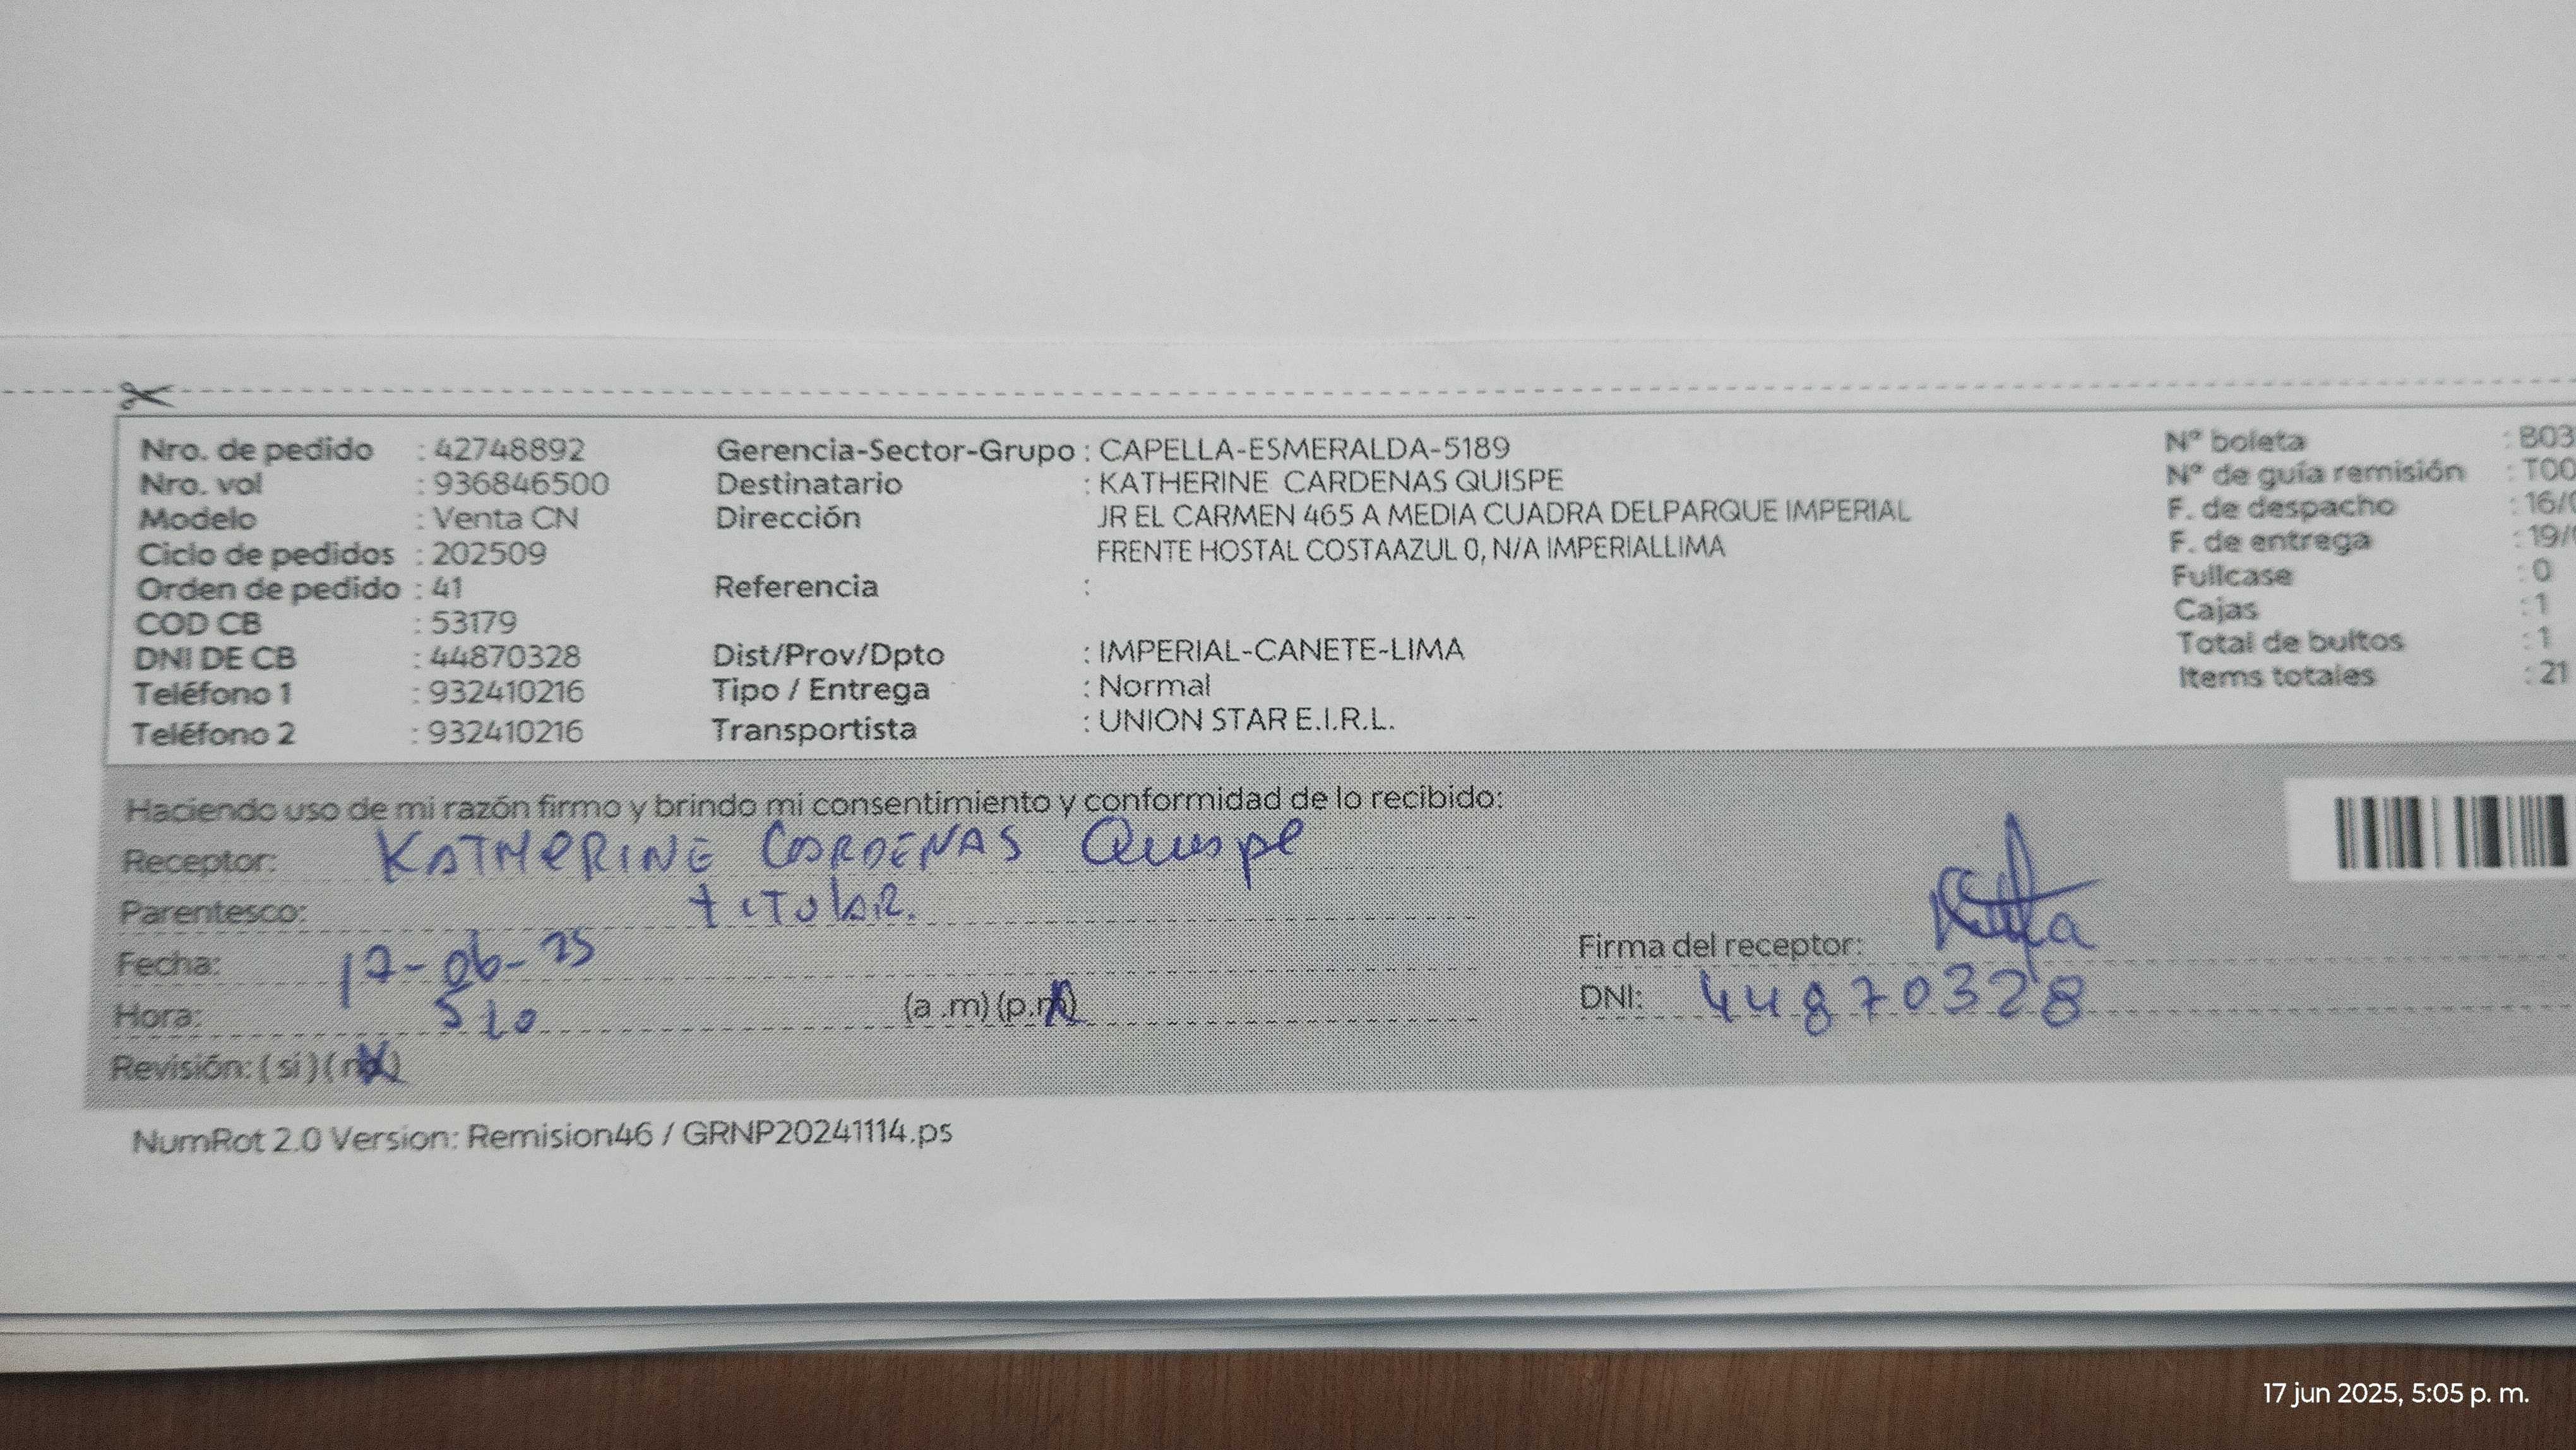 Nro. de pedido : 42748892
Nro. vol : 936846500
Modelo : Venta CN
Ciclo de pedidos : 202509
Orden de pedido : 41
COD CB : 53179
DNI DE CB : 44870328
Teléfono 1 : 932410216
Teléfono 2 : 932410216
Gerencia-Sector-Grupo : CAPELLA-ESMERALDA-5189
Destinatario : KATHERINE CARDENAS QUISPE
Dirección JR EL CARMEN 465 A MEDIA CUADRA DELPARQUE IMPERIAL
FRENTE HOSTAL COSTAAZUL 0, N/A IMPERIALLIMA
Referencia :
Dist/Prov/Dpto : IMPERIAL-CANETE-LIMA
Tipo / Entrega : Normal
Transportista : UNION STAR E.I.R.L.
Nº boleta : B03
Nº de guía remisión : T00
F. de despacho : 16/0
F. de entrega : 19/
Fullcase : 0
Cajas : 1
Total de bultos : 1
Items totales : 21
Haciendo uso de mi razón firmo y brindo mi consentimiento y conformidad de lo recibido:
Receptor: KATHERINE CARDENAS Quispe
Parentesco: titular.
Fecha: 17-06-25
Hora: 5 10 (a .m) (p.m)
Revisión: ( si ) ( no )
Firma del receptor:
DNI: 44870328
NumRot 2.0 Version: Remision46 / GRNP20241114.ps
17 jun 2025, 5:05 p. m.